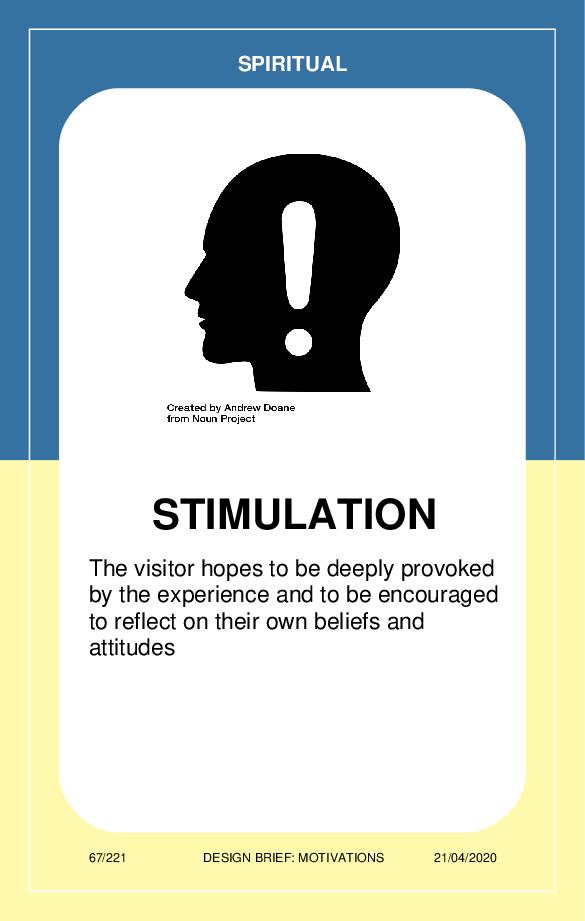 SPIRITUAL
Created by Andrew Doane
from Noun Project
STIMULATION
The visitor hopes to be deeply provoked
by the experience and to be encouraged
to reflect on their own beliefs and
attitudes
67/221 DESIGN BRIEF: MOTIVATIONS 21/04/2020